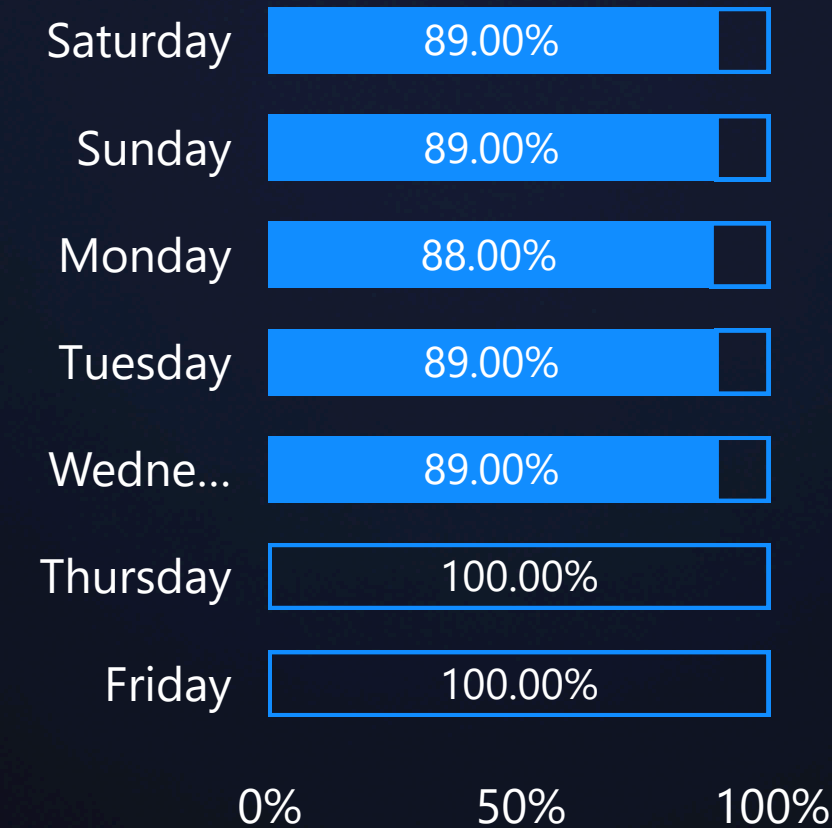 Saturday 89.00%
Sunday 89.00%
Monday 88.00%
Tuesday 89.00%
Wedne... 89.00%
Thursday 100.00%
Friday 100.00%
0% 50% 100%